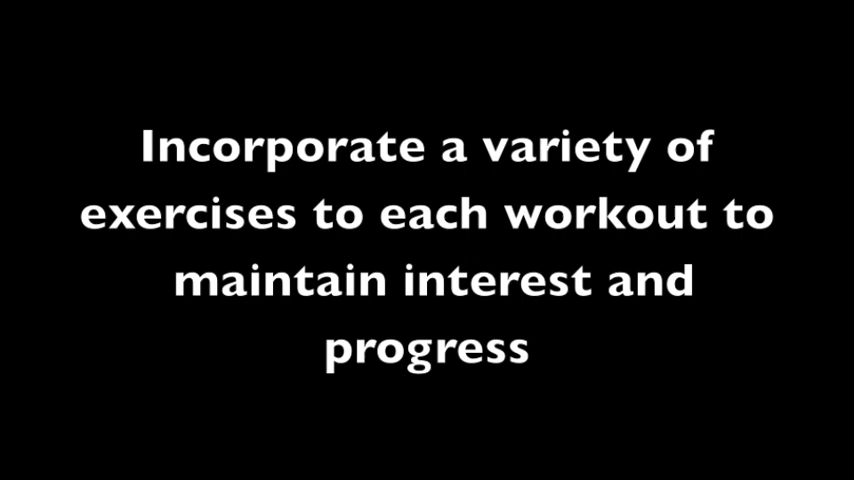 Incorporate a variety of
exercises to each workout to
maintain interest and
progress